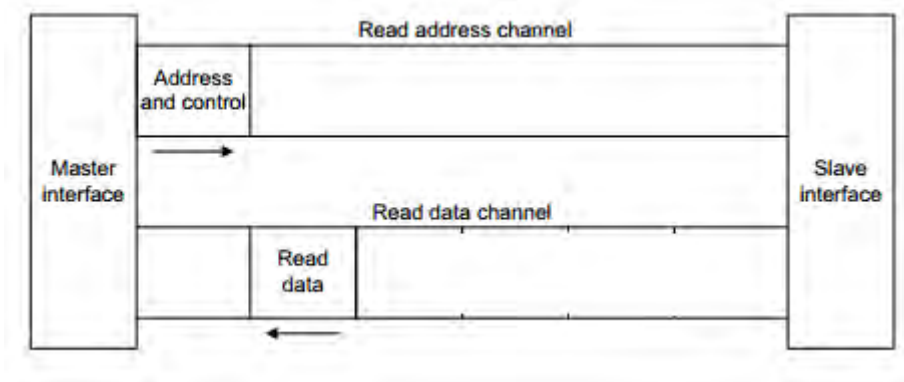 Read address channel
Address
and control
Master
interface
Slave
interface
Read data channel
Read
data